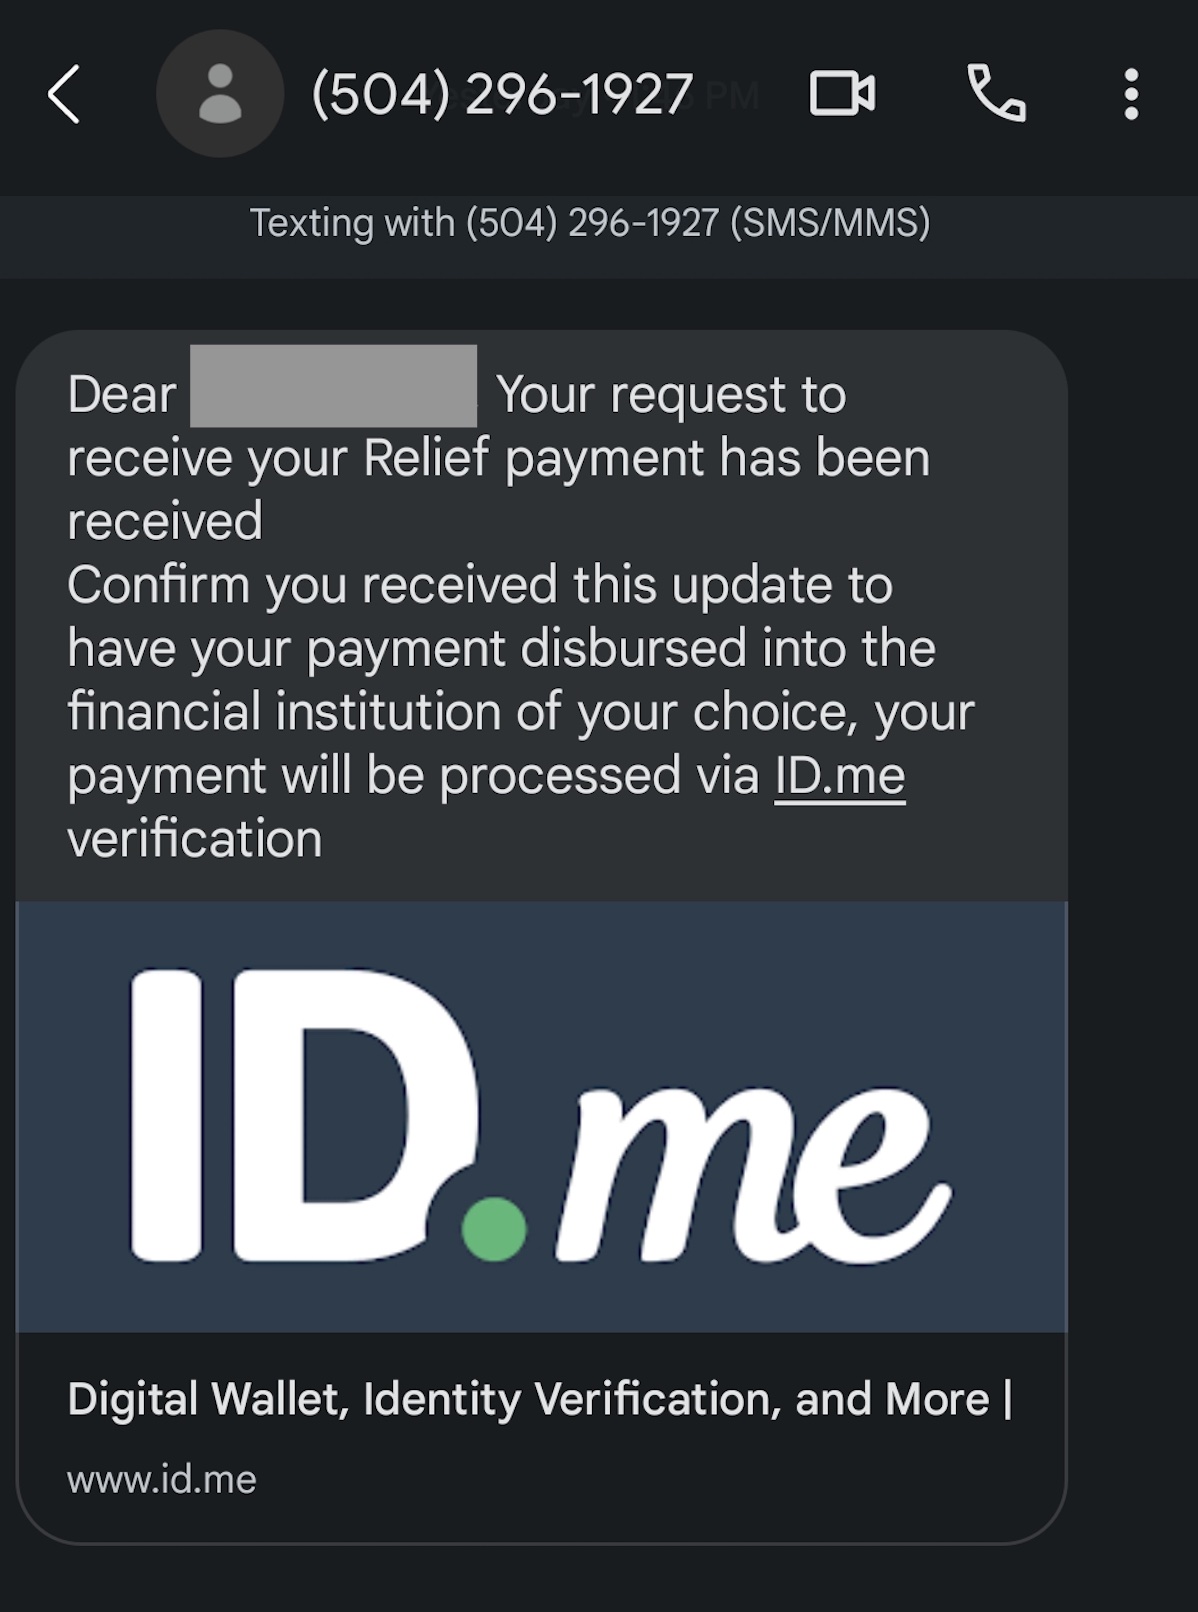 (504) 296-1927
Texting with (504) 296-1927 (SMS/MMS)
Dear Your request to
receive your Relief payment has been
received
Confirm you received this update to
have your payment disbursed into the
financial institution of your choice, your
payment will be processed via ID.me
verification
ID.me
Digital Wallet, Identity Verification, and More |
www.id.me